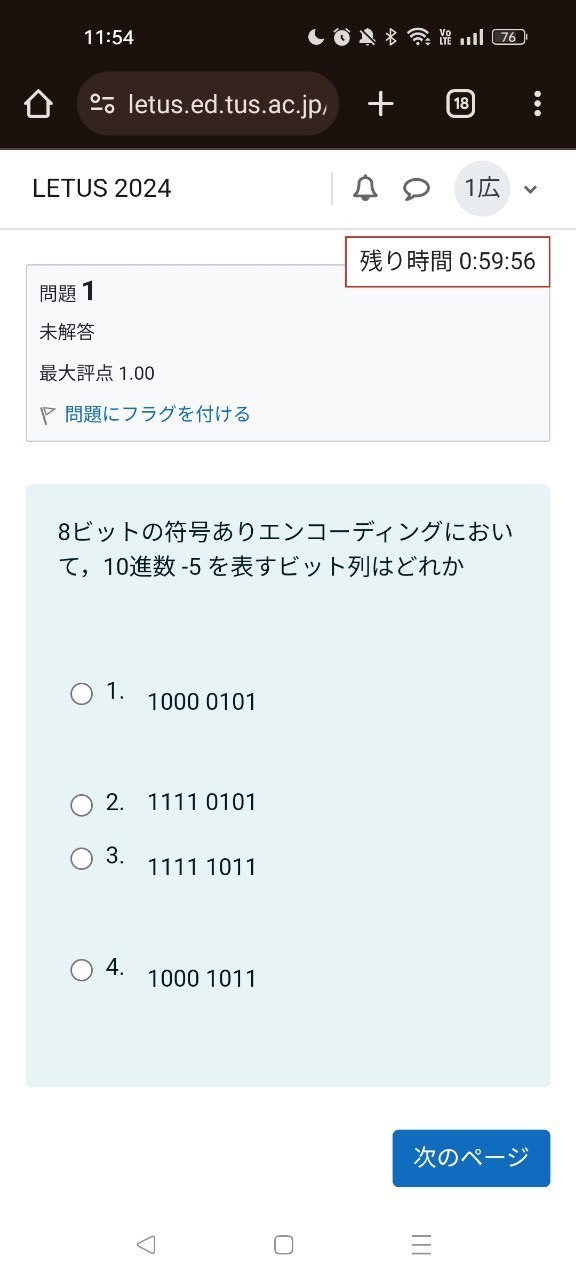 11:54
Vo
LTE
76
letus.ed.tus.ac.jp/
18
LETUS 2024
1広
残り時間 0:59:56
問題 1
未解答
最大評点 1.00
問題にフラグを付ける
8ビットの符号ありエンコーディングにおい
て，10進数 -5 を表すビット列はどれか
1. 1000 0101
2. 1111 0101
3. 1111 1011
4. 1000 1011
次のページ